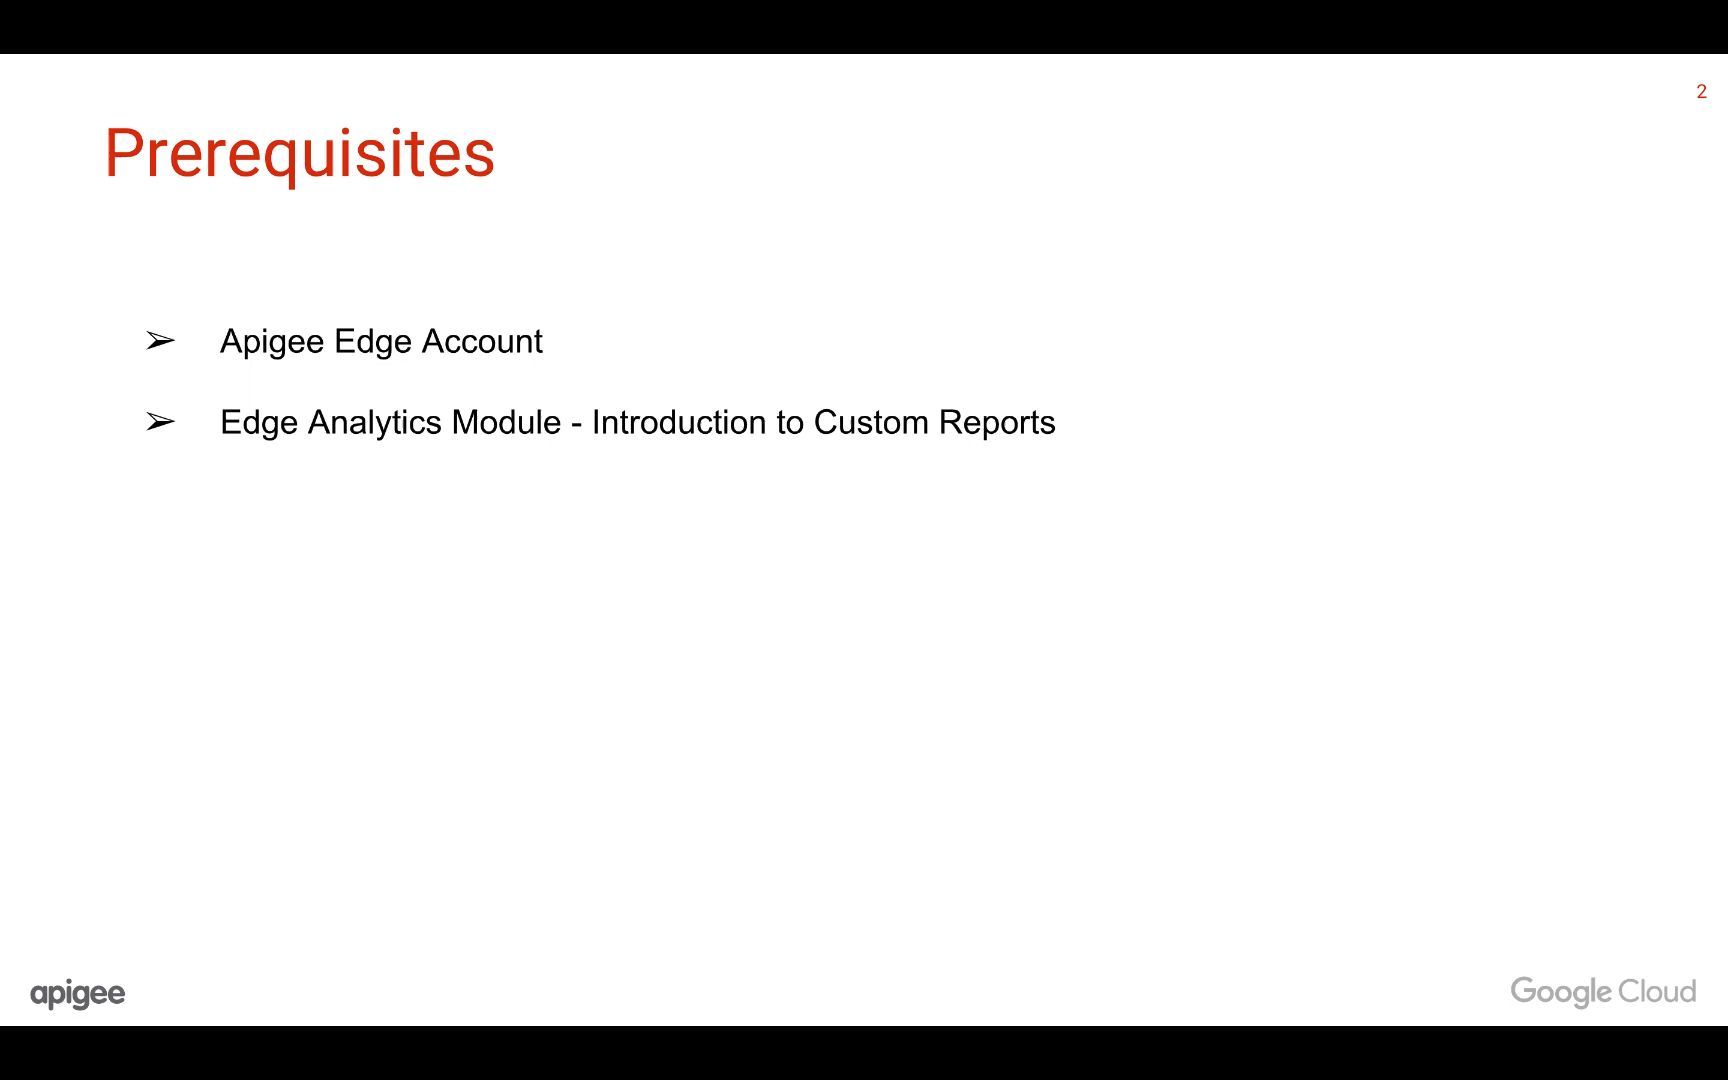 2
Prerequisites
➢ Apigee Edge Account
➢ Edge Analytics Module - Introduction to Custom Reports
apigee
Google Cloud